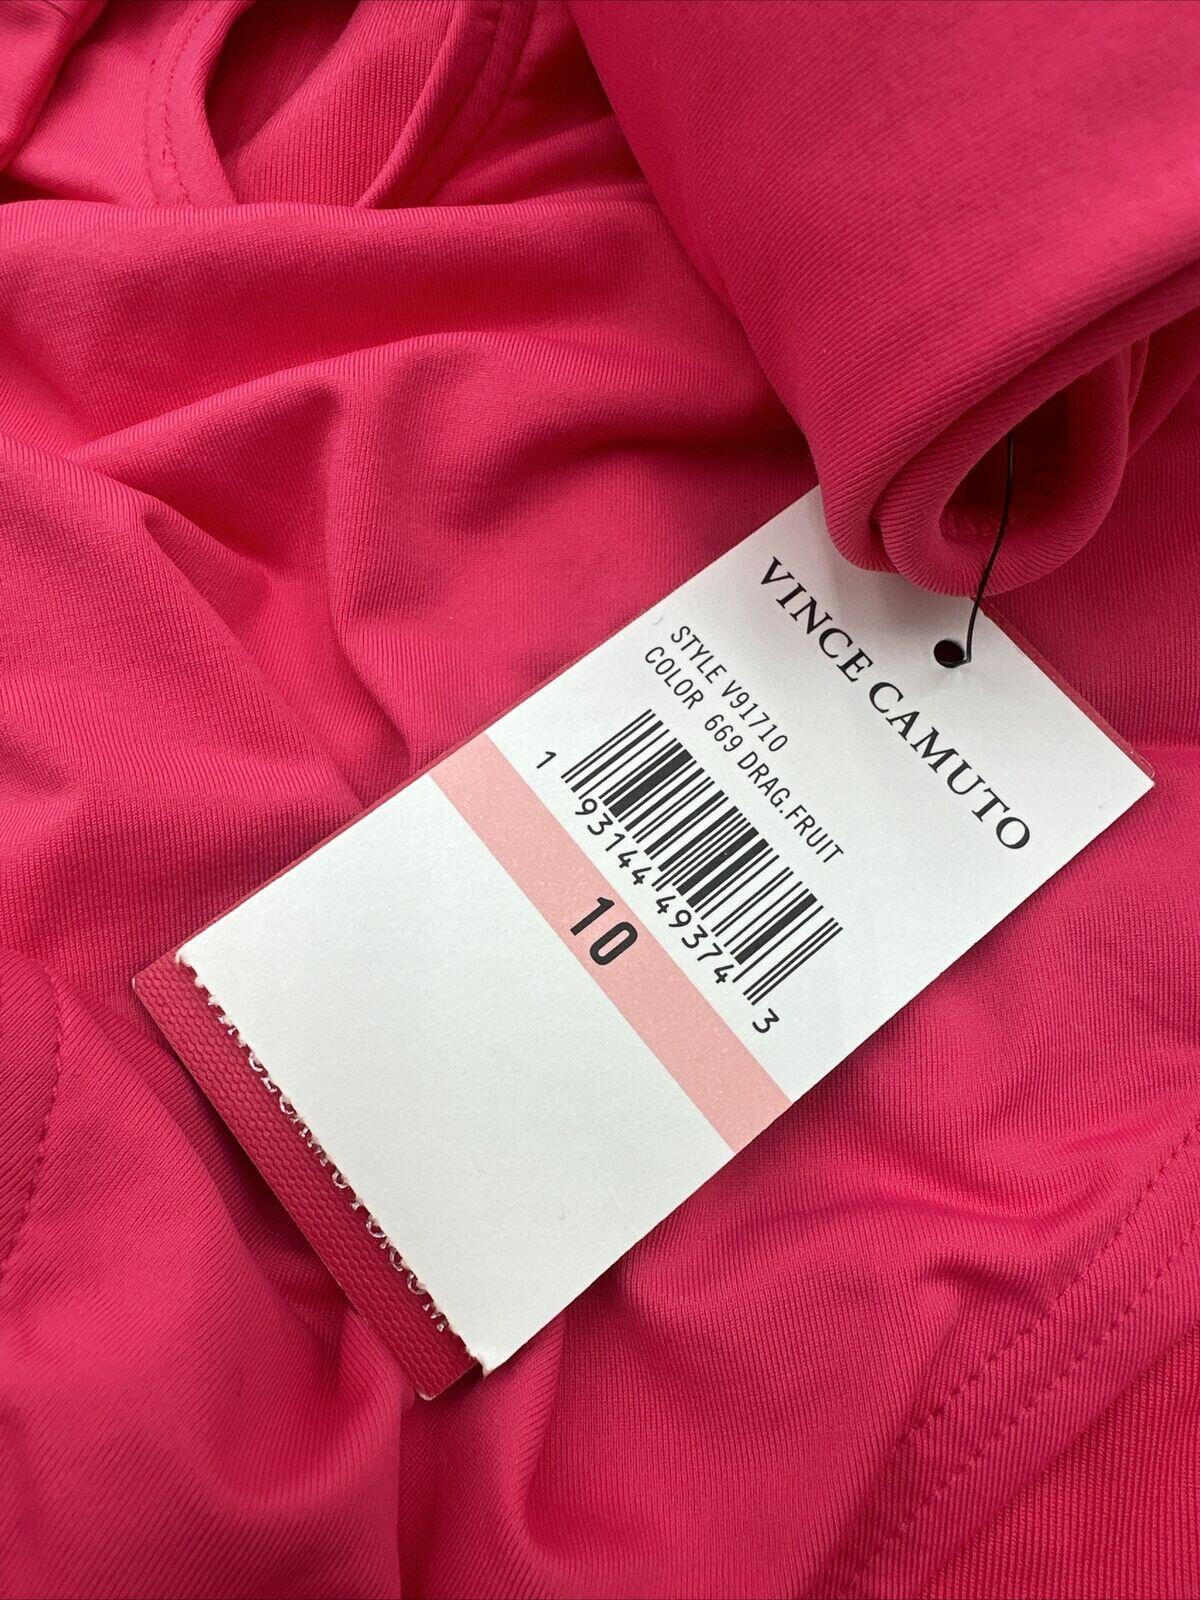 VINCE CAMUTO
STYLE V91710
COLOR 669 DRAG.FRUIT
1 93144 49374 3
10